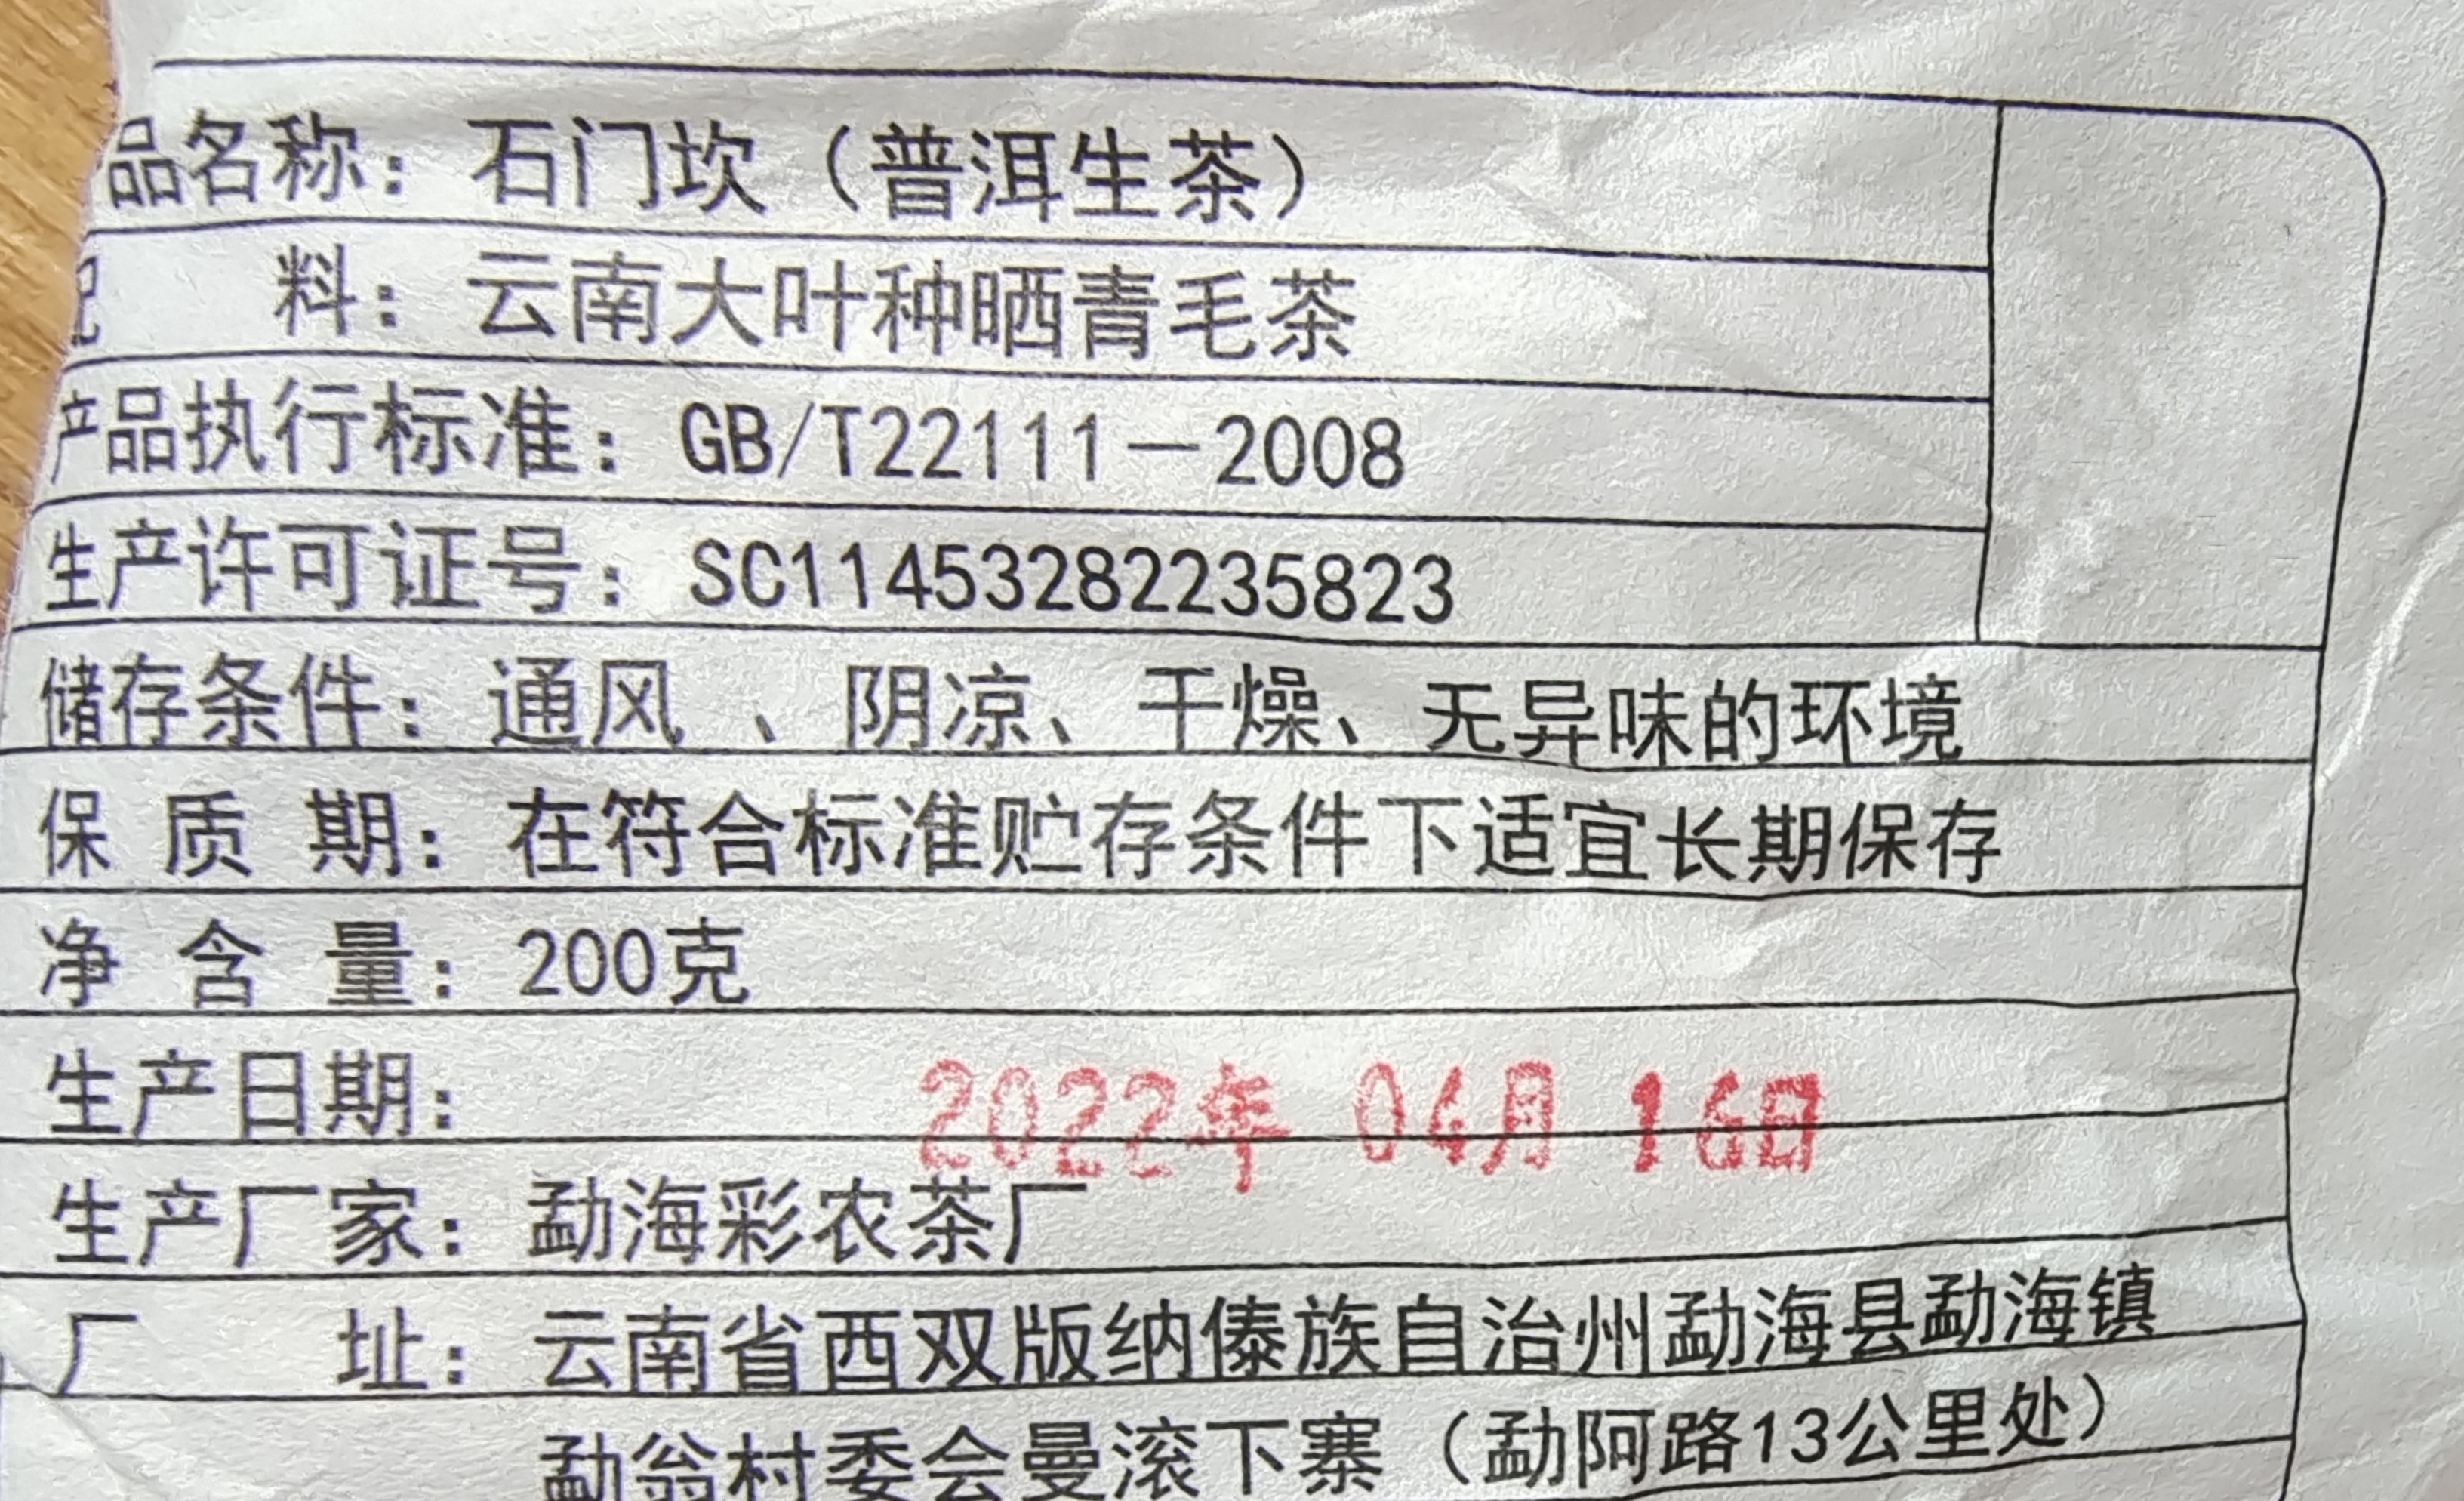 品名称：石门坎（普洱生茶）
料：云南大叶种晒青毛茶
产品执行标准：GB/T22111－2008
生产许可证号：SC11453282235823
储存条件：通风 、阴凉、干燥、无异味的环境
保 质 期：在符合标准贮存条件下适宜长期保存
净 含 量：200克
生产日期：2022年 04月 16日
生产厂家：勐海彩农茶厂
厂 址：云南省西双版纳傣族自治州勐海县勐海镇
勐翁村委会曼滚下寨（勐阿路13公里处）